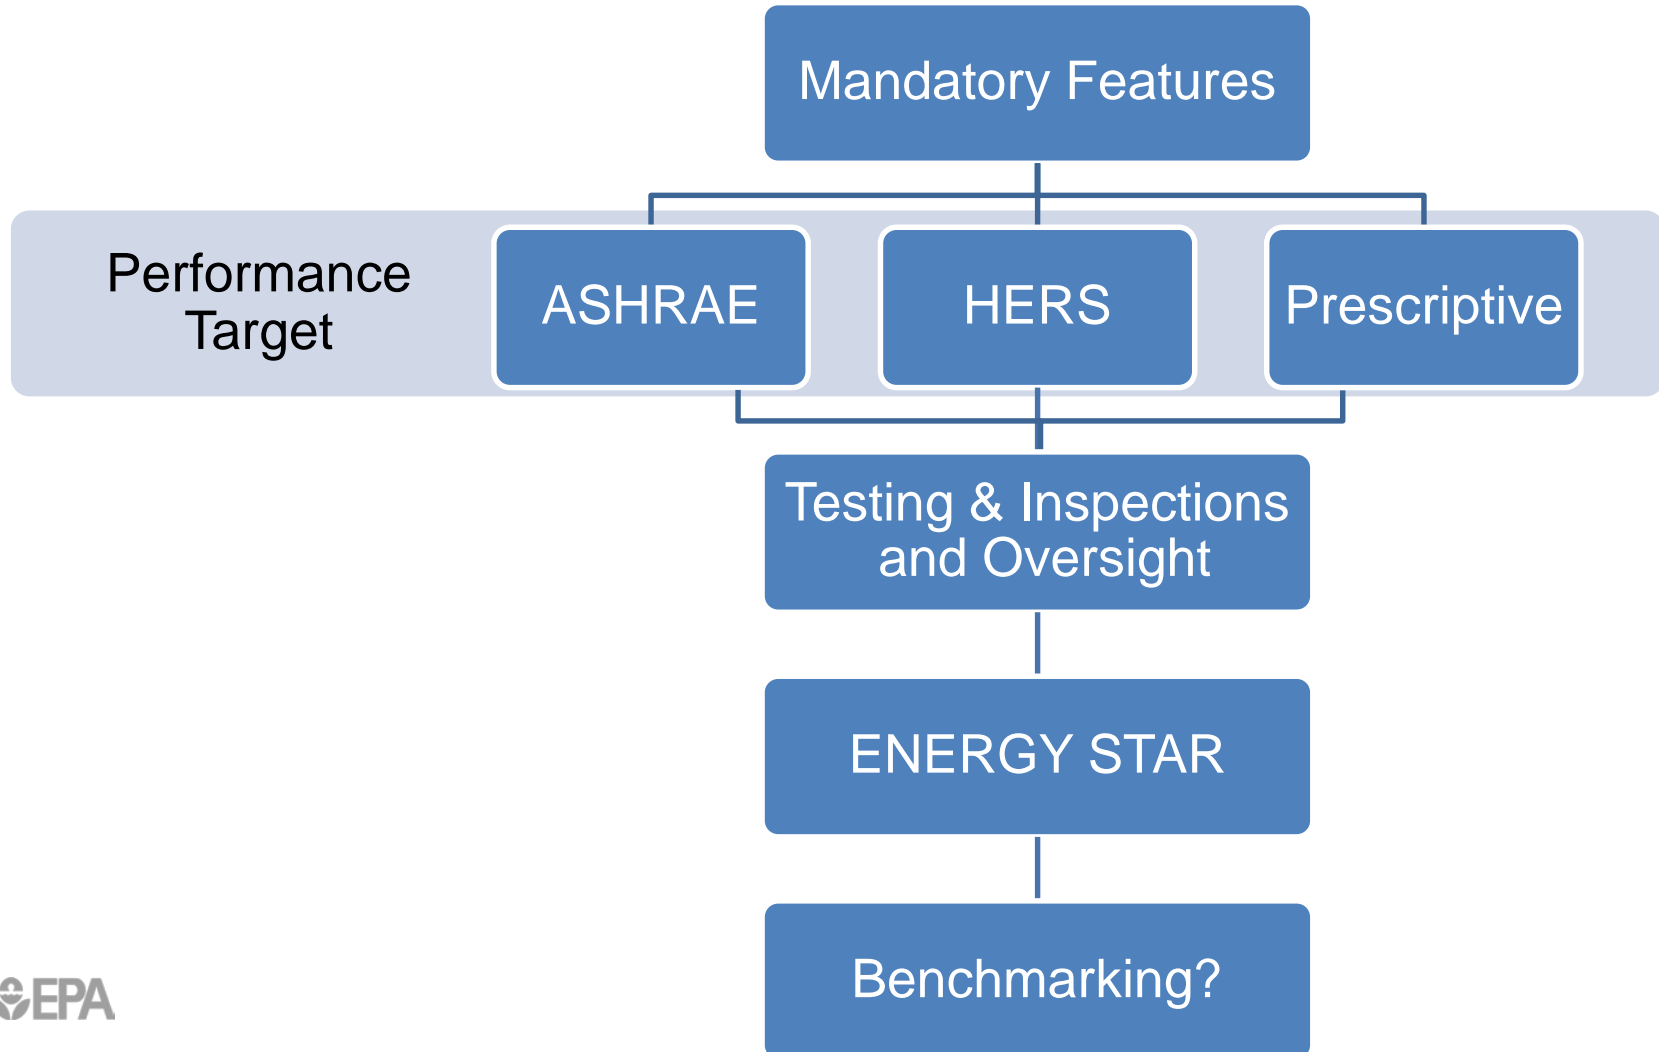 Mandatory Features
Performance
Target
ASHRAE
HERS
Prescriptive
Testing & Inspections
and Oversight
ENERGY STAR
Benchmarking?
EPA